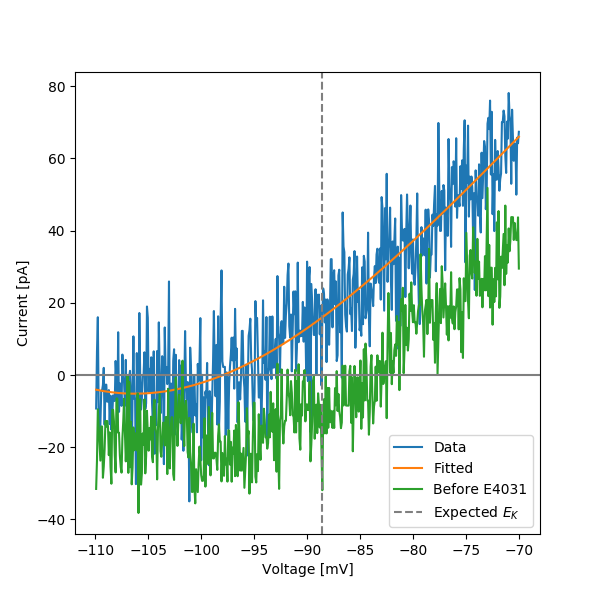 80
60
40
20
0
−20
−40
Current [pA]
−110 −105 −100 −95 −90 −85 −80 −75 −70
Voltage [mV]
Data
Fitted
Before E4031
Expected $E_K$